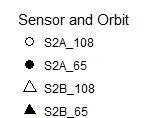 Sensor and Orbit
S2A_108
S2A_65
S2B_108
S2B_65